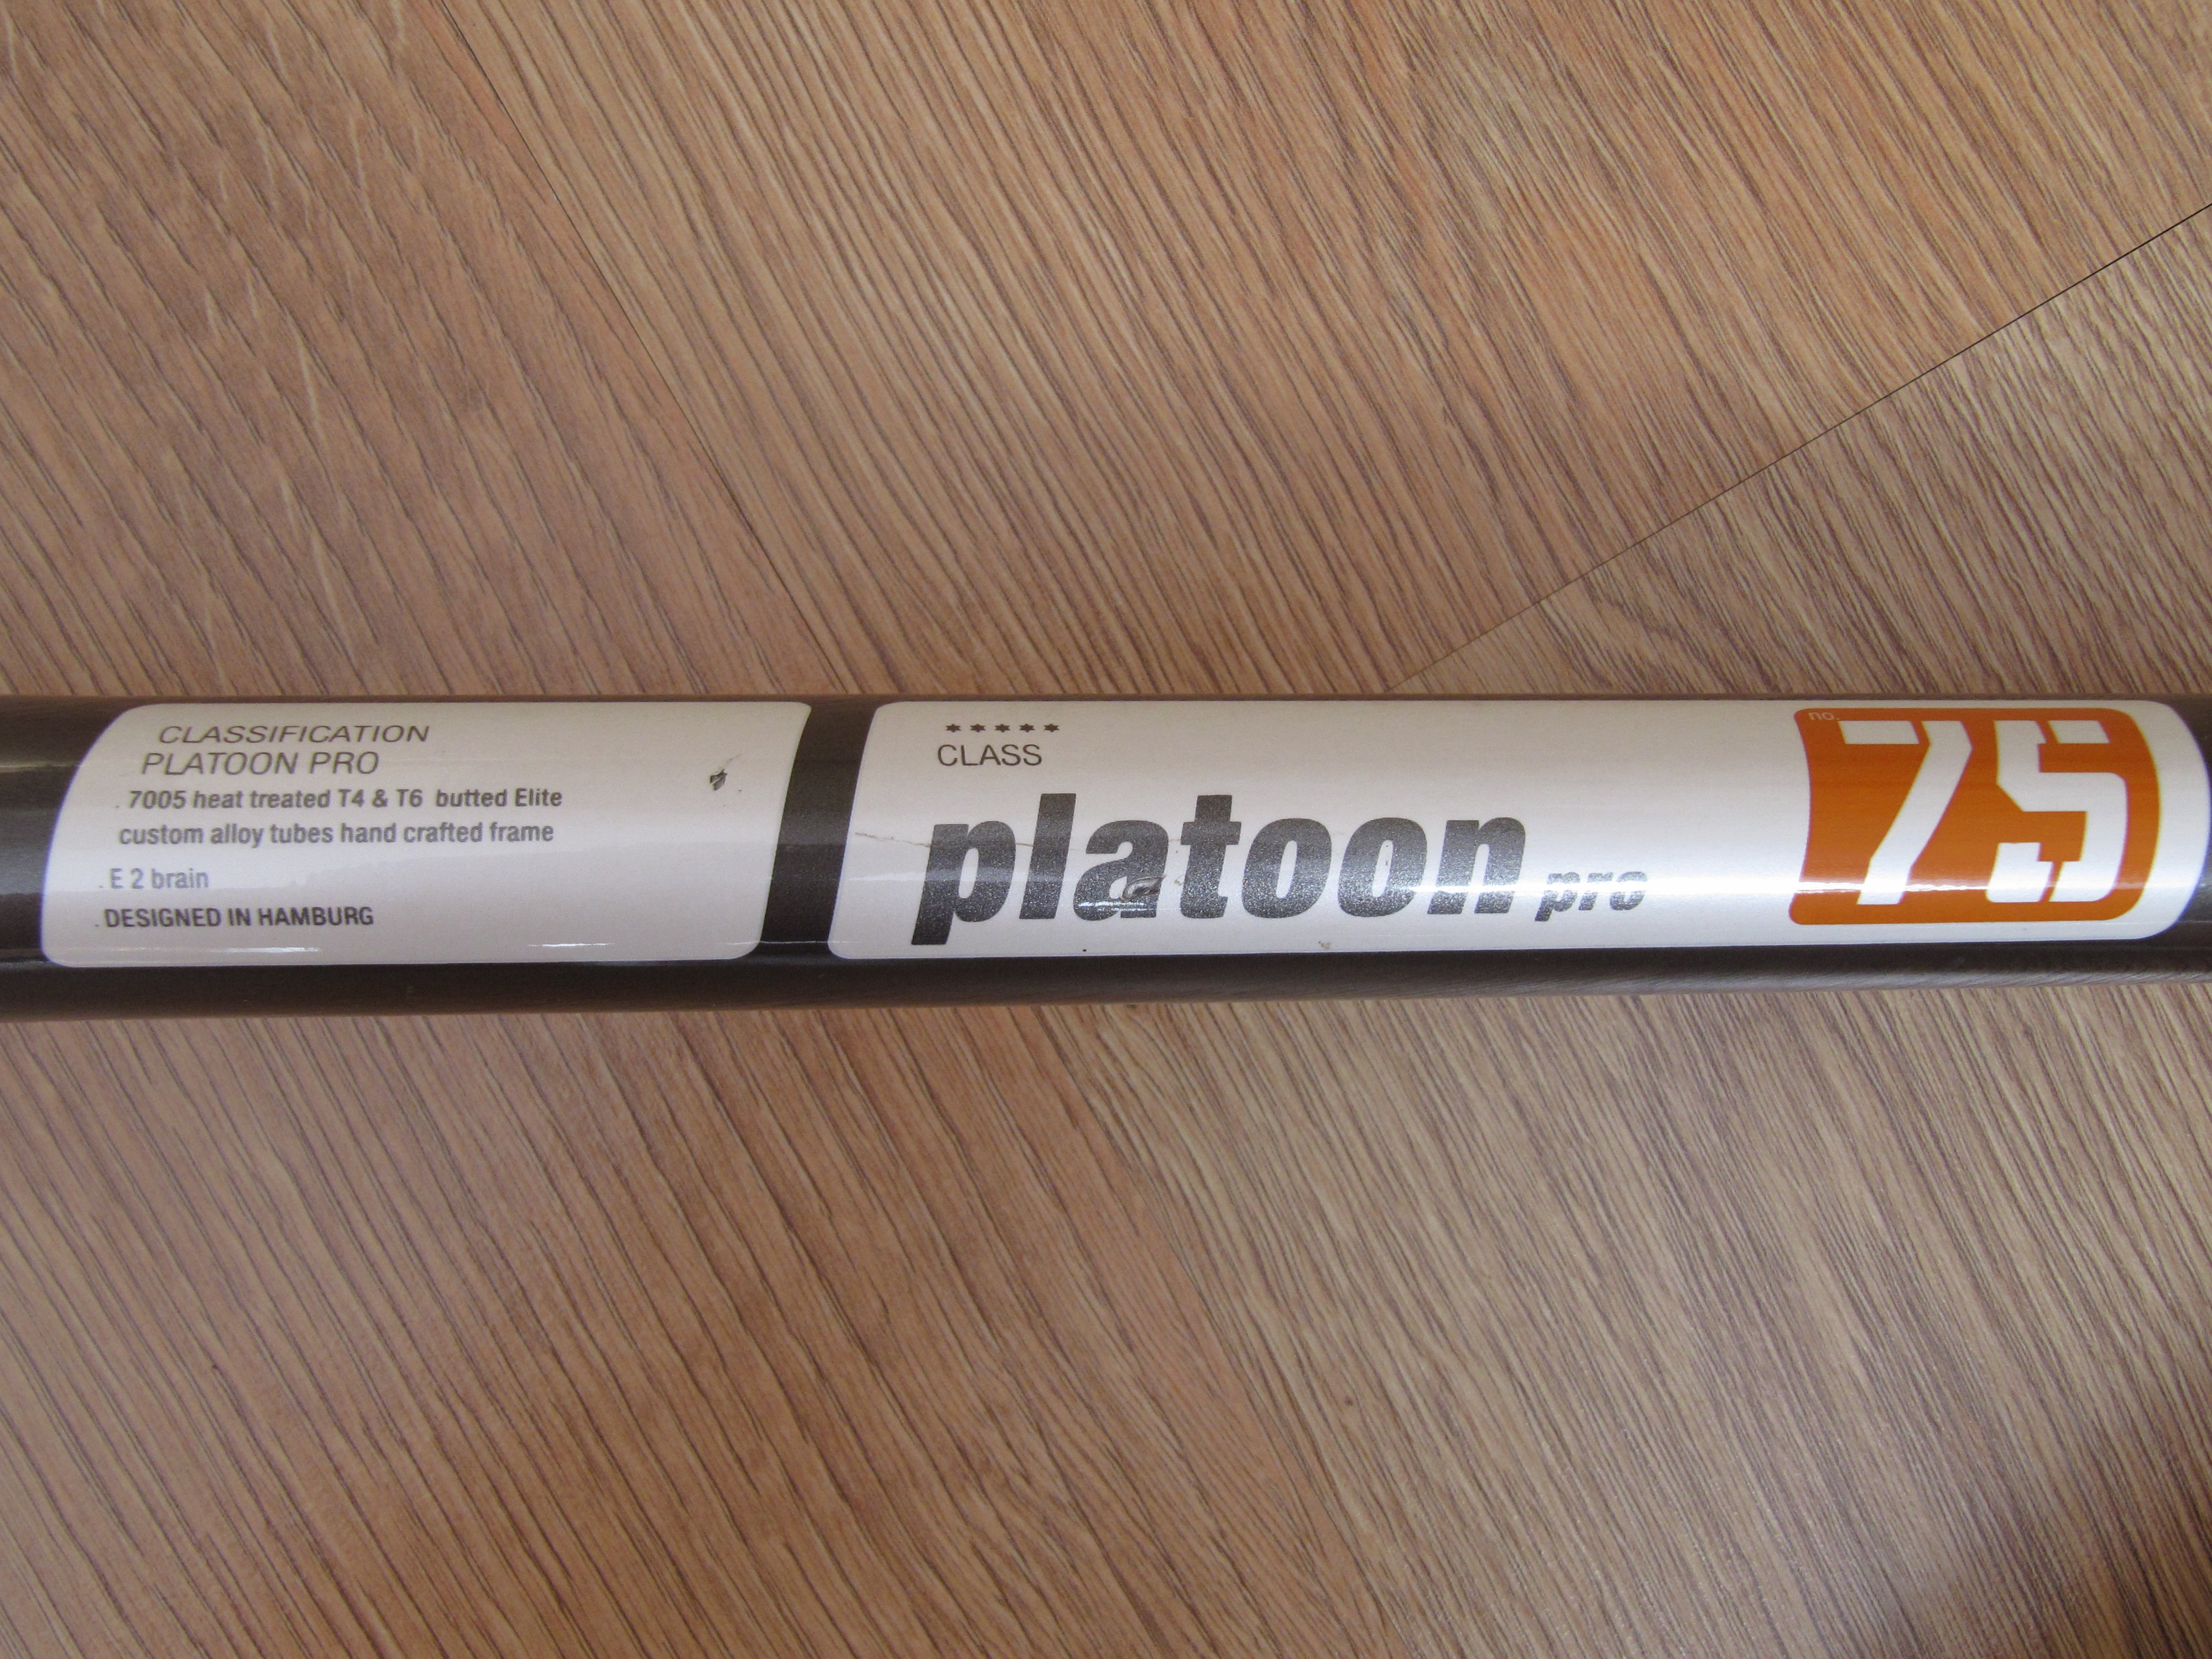 CLASSIFICATION
PLATOON PRO
. 7005 heat treated T4 & T6 butted Elite
custom alloy tubes hand crafted frame
. E 2 brain
. DESIGNED IN HAMBURG
*****
CLASS
platoon pro
no.
75